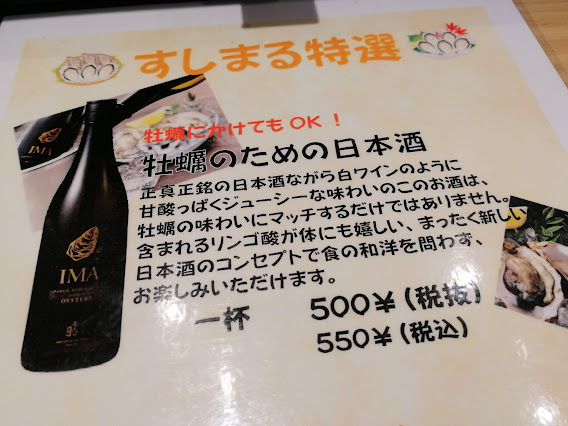 すしまる特選
牡蠣にかけてもOK！
牡蠣のための日本酒
正真正銘の日本酒ながら白ワインのように
甘酸っぱくジューシーな味わいのこのお酒は、
牡蠣の味わいにマッチするだけではありません。
含まれるリンゴ酸が体にも嬉しい、まったく新しい
日本酒のコンセプトで食の和洋を問わず、
お楽しみいただけます。
一杯 500￥(税抜)
550￥(税込)
IMA
IMA
OYSTERS